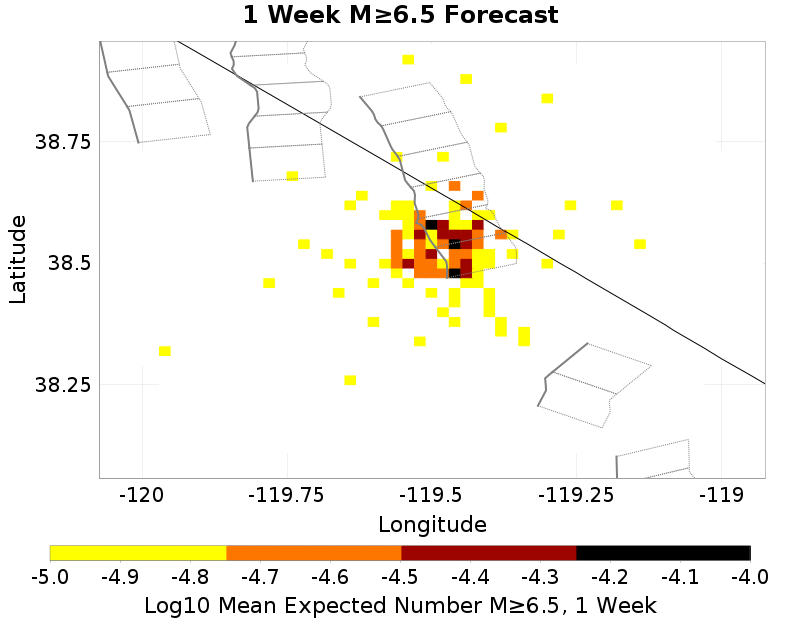 1 Week M≥6.5 Forecast
Latitude
38.75
38.5
38.25
-120 -119.75 -119.5 -119.25 -119
Longitude
-5.0 -4.9 -4.8 -4.7 -4.6 -4.5 -4.4 -4.3 -4.2 -4.1 -4.0
Log10 Mean Expected Number M≥6.5, 1 Week